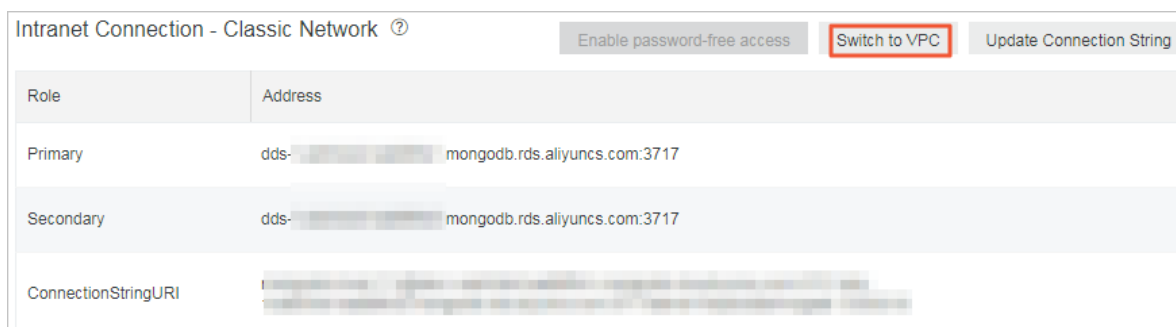 Intranet Connection - Classic Network ?
Enable password-free access Switch to VPC Update Connection String
Role Address
Primary dds- mongodb.rds.aliyuncs.com:3717
Secondary dds- mongodb.rds.aliyuncs.com:3717
ConnectionStringURI